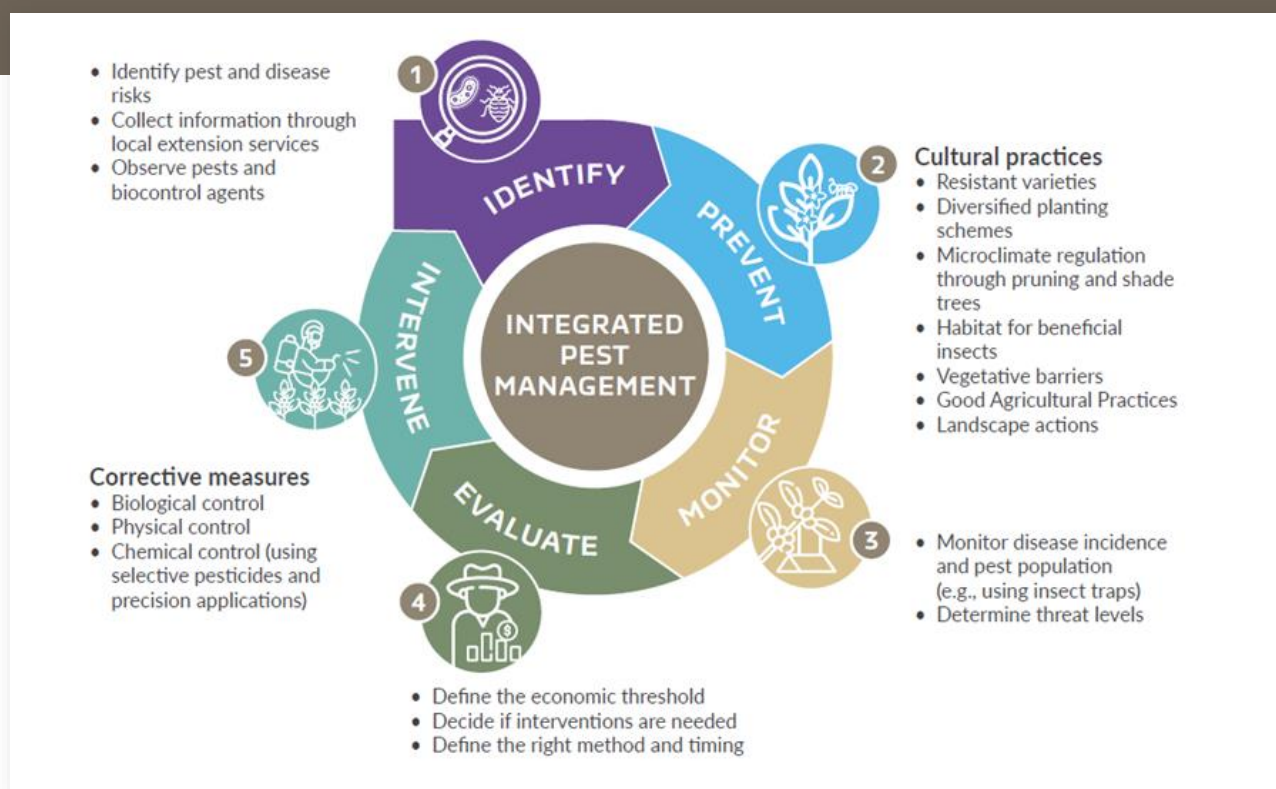 INTEGRATED
PEST
MANAGEMENT
1
IDENTIFY
• Identify pest and disease
risks
• Collect information through
local extension services
• Observe pests and
biocontrol agents
2
PREVENT
Cultural practices
• Resistant varieties
• Diversified planting
schemes
• Microclimate regulation
through pruning and shade
trees
• Habitat for beneficial
insects
• Vegetative barriers
• Good Agricultural Practices
• Landscape actions
3
MONITOR
• Monitor disease incidence
and pest population
(e.g., using insect traps)
• Determine threat levels
4
EVALUATE
$
• Define the economic threshold
• Decide if interventions are needed
• Define the right method and timing
5
INTERVENE
Corrective measures
• Biological control
• Physical control
• Chemical control (using
selective pesticides and
precision applications)